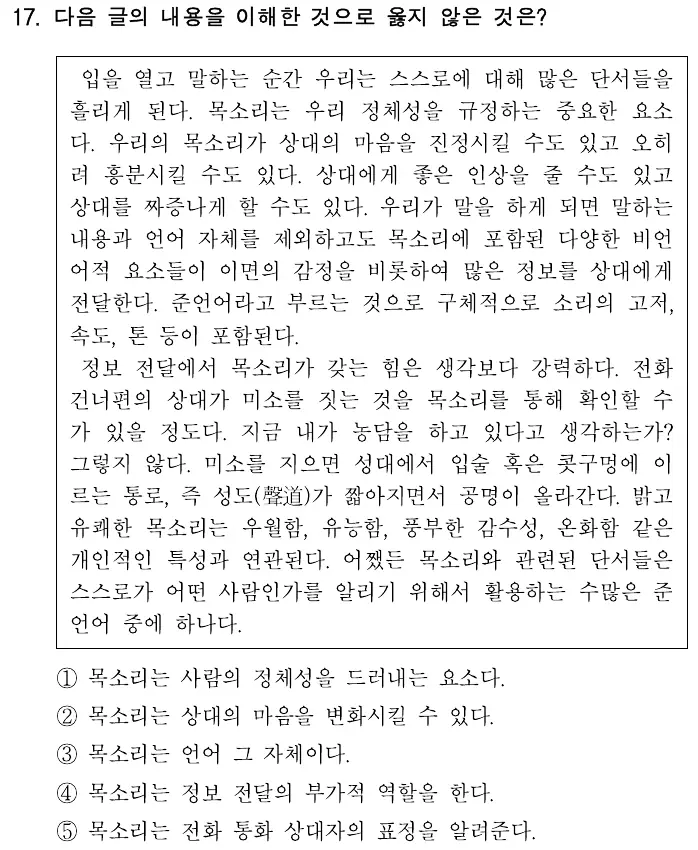 17. 다음 글의 내용을 이해한 것으로 옳지 않은 것은?
입을 열고 말하는 순간 우리는 스스로에 대해 많은 단서들을
흘리게 된다. 목소리는 우리 정체성을 규정하는 중요한 요소
다. 우리의 목소리가 상대의 마음을 진정시킬 수도 있고 오히
려 흥분시킬 수도 있다. 상대에게 좋은 인상을 줄 수도 있고
상대를 짜증나게 할 수도 있다. 우리가 말을 하게 되면 말하는
내용과 언어 자체를 제외하고도 목소리에 포함된 다양한 비언
어적 요소들이 이면의 감정을 비롯하여 많은 정보를 상대에게
전달한다. 준언어라고 부르는 것으로 구체적으로 소리의 고저,
속도, 톤 등이 포함된다.
정보 전달에서 목소리가 갖는 힘은 생각보다 강력하다. 전화
건너편의 상대가 미소를 짓는 것을 목소리를 통해 확인할 수
가 있을 정도다. 지금 내가 농담을 하고 있다고 생각하는가?
그렇지 않다. 미소를 지으면 성대에서 입술 혹은 콧구멍에 이
르는 통로, 즉 성도(聲道)가 짧아지면서 공명이 올라간다. 밝고
유쾌한 목소리는 우월함, 유능함, 풍부한 감수성, 온화함 같은
개인적인 특성과 연관된다. 어쨌든 목소리와 관련된 단서들은
스스로가 어떤 사람인가를 알리기 위해서 활용하는 수많은 준
언어 중에 하나다.
① 목소리는 사람의 정체성을 드러내는 요소다.
② 목소리는 상대의 마음을 변화시킬 수 있다.
③ 목소리는 언어 그 자체이다.
④ 목소리는 정보 전달의 부가적 역할을 한다.
⑤ 목소리는 전화 통화 상대자의 표정을 알려준다.